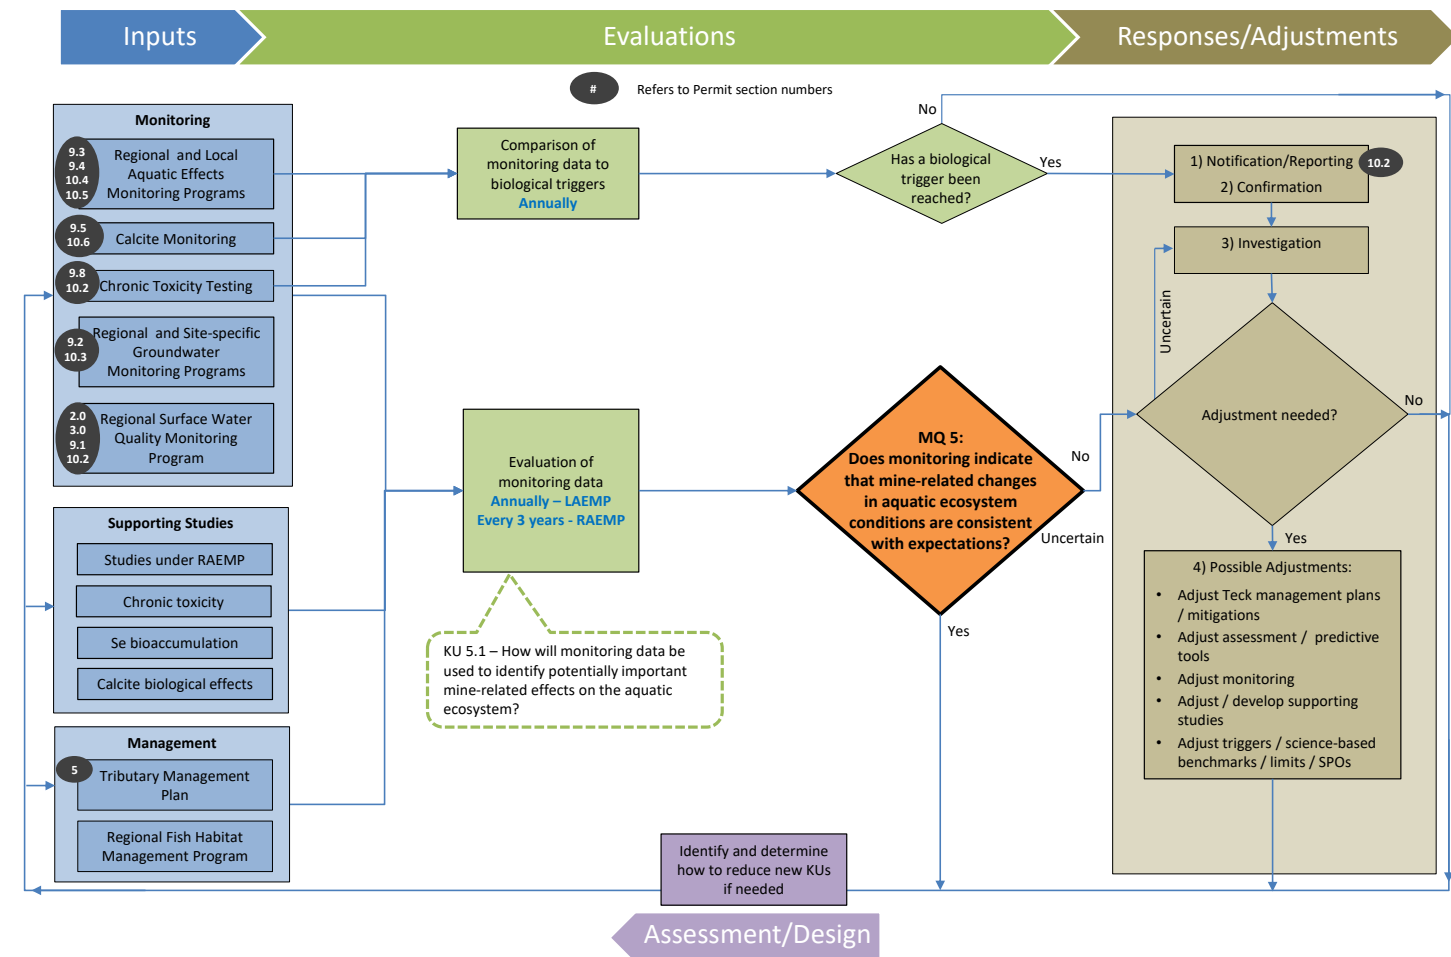 Inputs
Evaluations
Responses/Adjustments
#
Refers to Permit section numbers
Monitoring
9.3
9.4
10.4
10.5
Regional and Local
Aquatic Effects
Monitoring Programs
9.5
10.6
Calcite Monitoring
9.8
10.2
Chronic Toxicity Testing
9.2
10.3
Regional and Site-specific
Groundwater
Monitoring Programs
2.0
3.0
9.1
10.2
Regional Surface Water
Quality Monitoring
Program
Supporting Studies
Studies under RAEMP
Chronic toxicity
Se bioaccumulation
Calcite biological effects
Management
5
Tributary Management
Plan
Regional Fish Habitat
Management Program
Comparison of
monitoring data to
biological triggers
Annually
Evaluation of
monitoring data
Annually – LAEMP
Every 3 years - RAEMP
KU 5.1 – How will monitoring data be
used to identify potentially important
mine-related effects on the aquatic
ecosystem?
No
Has a biological
trigger been
reached?
Yes
MQ 5:
Does monitoring indicate
that mine-related changes
in aquatic ecosystem
conditions are consistent
with expectations?
No
Uncertain
Yes
1) Notification/Reporting
10.2
2) Confirmation
3) Investigation
Uncertain
Adjustment needed?
No
Yes
4) Possible Adjustments:
• Adjust Teck management plans
/ mitigations
• Adjust assessment / predictive
tools
• Adjust monitoring
• Adjust / develop supporting
studies
• Adjust triggers / science-based
benchmarks / limits / SPOs
Identify and determine
how to reduce new KUs
if needed
Assessment/Design